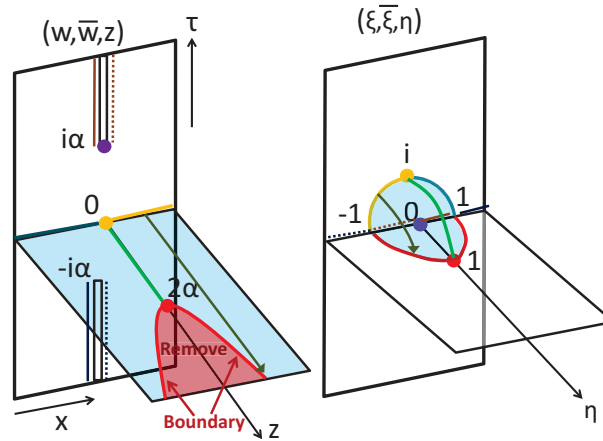 (w,w̅,z)
τ
iα
0
-iα
2α
Remove
Boundary
x
z
(ξ,ξ̅,η)
i
-1
0
1
1
η